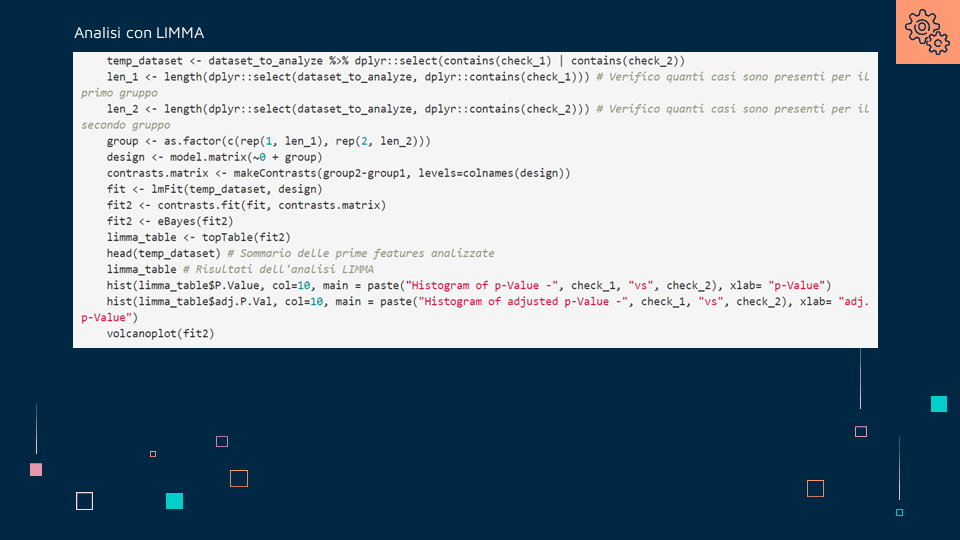 Analisi con LIMMA
temp_dataset <- dataset_to_analyze %>% dplyr::select(contains(check_1) | contains(check_2))
len_1 <- length(dplyr::select(dataset_to_analyze, dplyr::contains(check_1))) # Verifico quanti casi sono presenti per il
primo gruppo
len_2 <- length(dplyr::select(dataset_to_analyze, dplyr::contains(check_2))) # Verifico quanti casi sono presenti per il
secondo gruppo
group <- as.factor(c(rep(1, len_1), rep(2, len_2)))
design <- model.matrix(~0 + group)
contrasts.matrix <- makeContrasts(group2-group1, levels=colnames(design))
fit <- lmFit(temp_dataset, design)
fit2 <- contrasts.fit(fit, contrasts.matrix)
fit2 <- eBayes(fit2)
limma_table <- topTable(fit2)
head(temp_dataset) # Sommario delle prime features analizzate
limma_table # Risultati dell'analisi LIMMA
hist(limma_table$P.Value, col=10, main = paste("Histogram of p-Value -", check_1, "vs", check_2), xlab= "p-Value")
hist(limma_table$adj.P.Val, col=10, main = paste("Histogram of adjusted p-Value -", check_1, "vs", check_2), xlab= "adj.
p-Value")
volcanoplot(fit2)